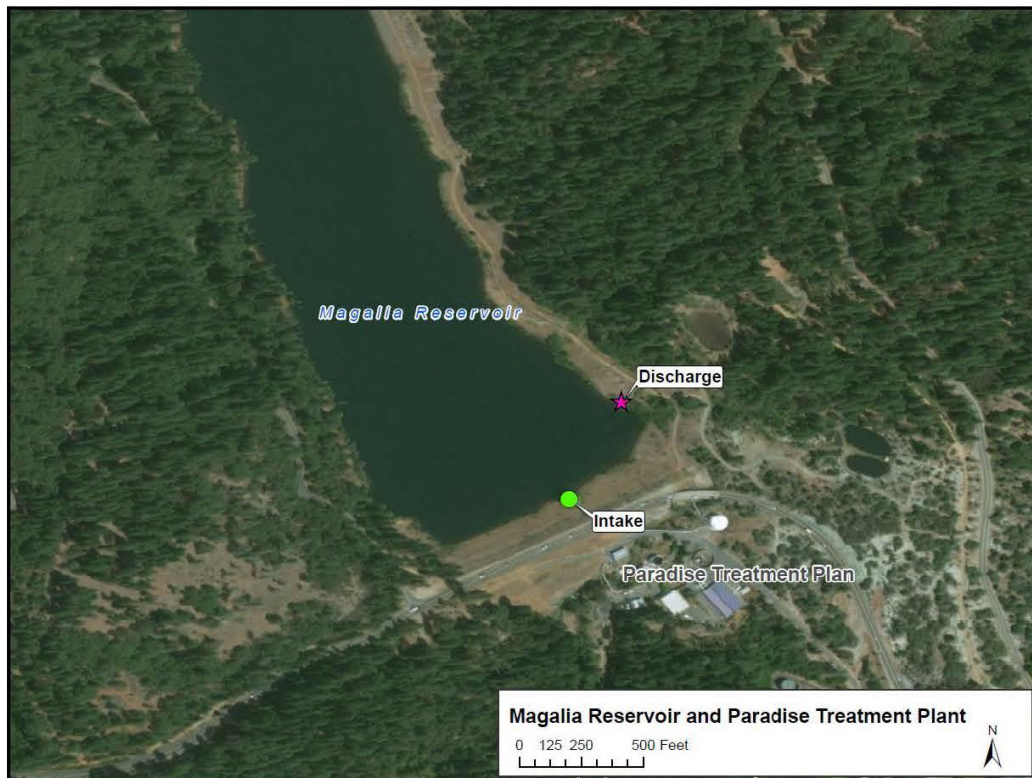 Magalia Reservoir
Discharge
Intake
Paradise Treatment Plan
Magalia Reservoir and Paradise Treatment Plant
N
0 125 250 500 Feet